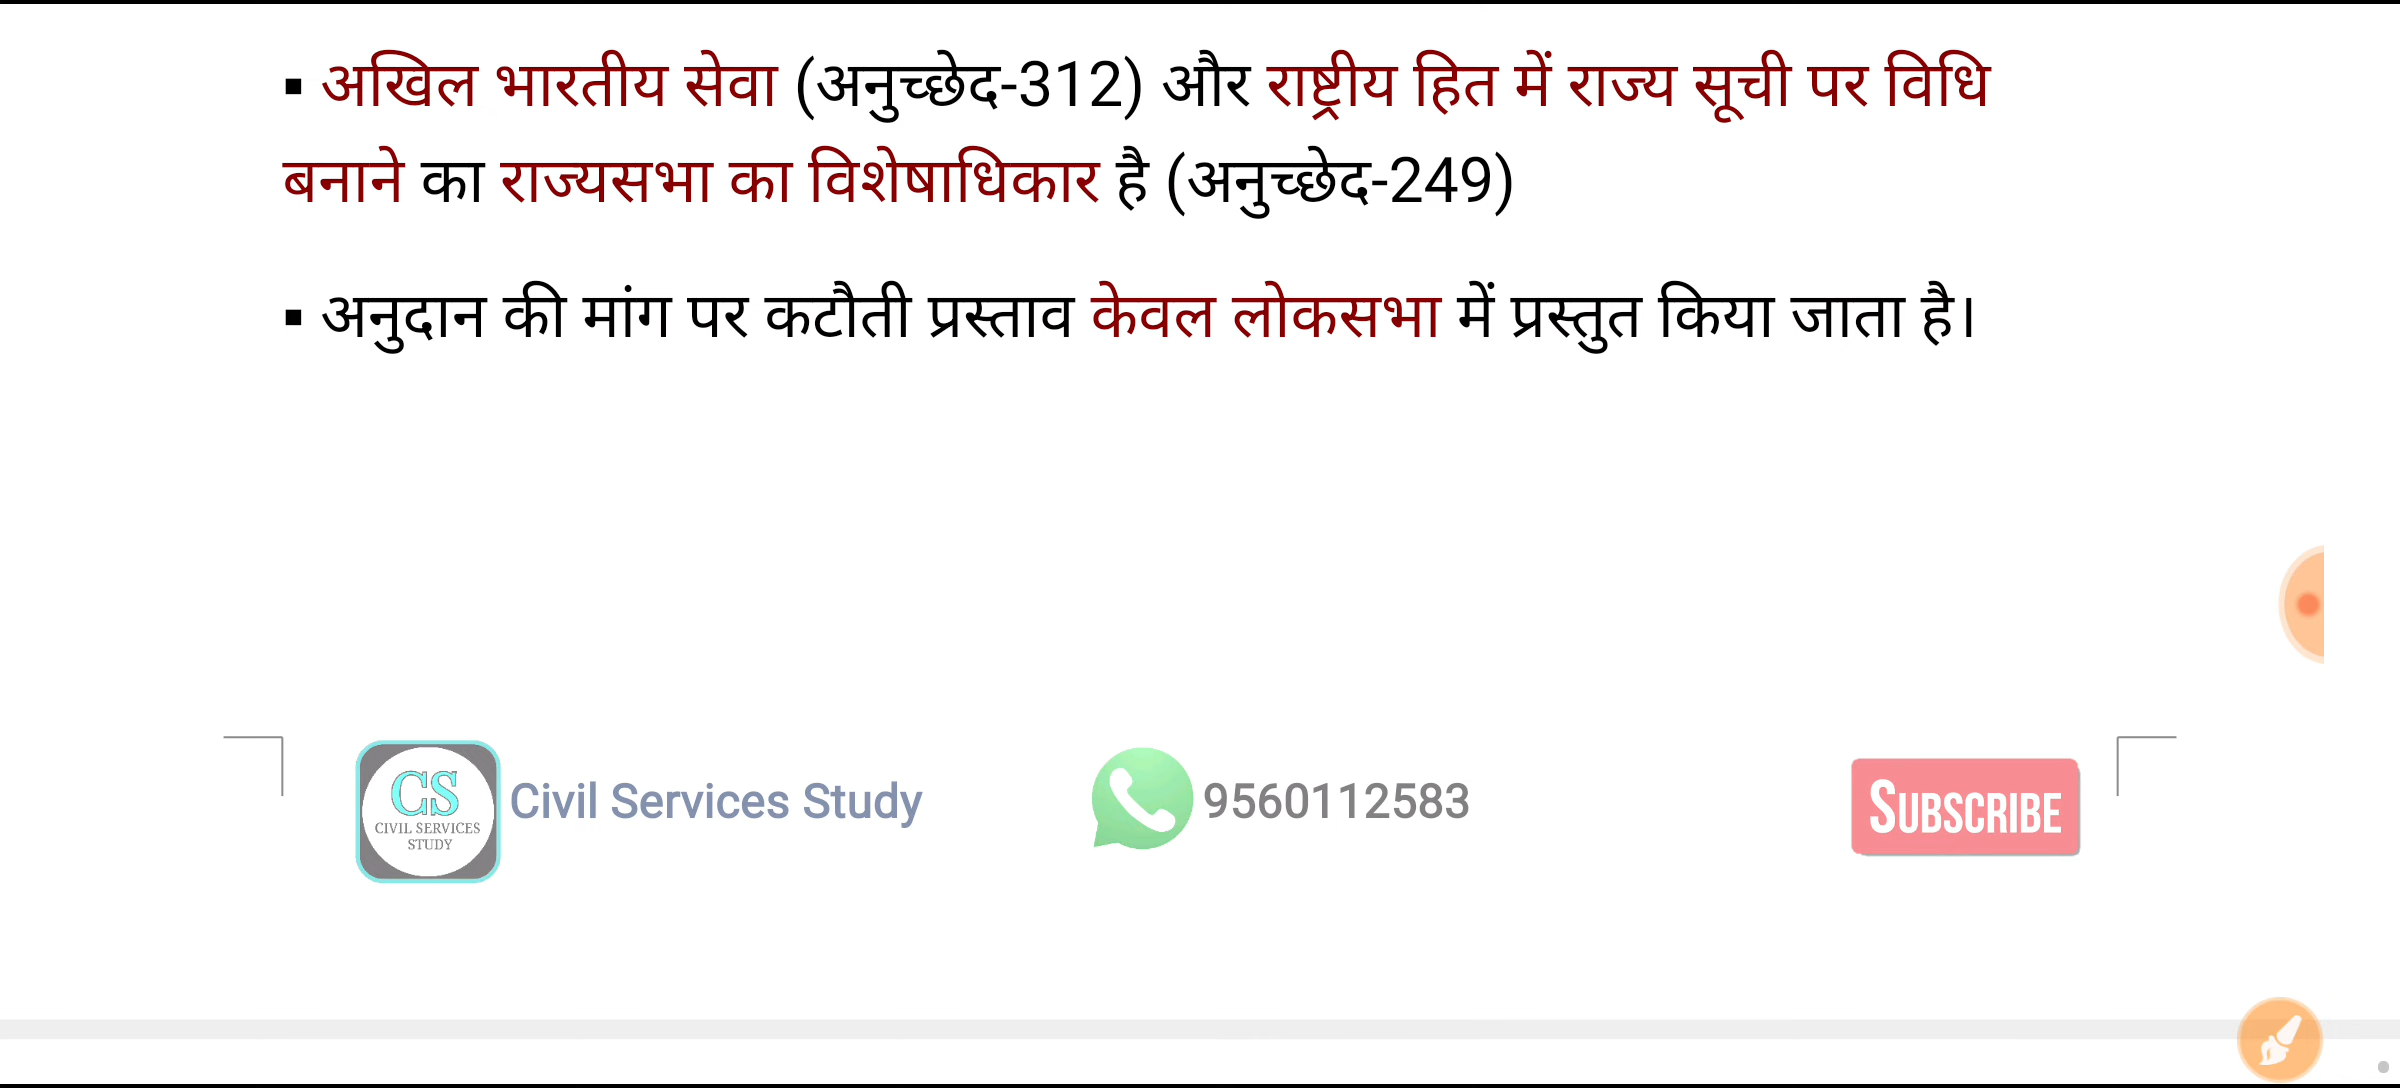 ▪ अखिल भारतीय सेवा (अनुच्छेद-312) और राष्ट्रीय हित में राज्य सूची पर विधि
बनाने का राज्यसभा का विशेषाधिकार है (अनुच्छेद-249)
▪ अनुदान की मांग पर कटौती प्रस्ताव केवल लोकसभा में प्रस्तुत किया जाता है।
CS
CIVIL SERVICES
STUDY
Civil Services Study
9560112583
SUBSCRIBE